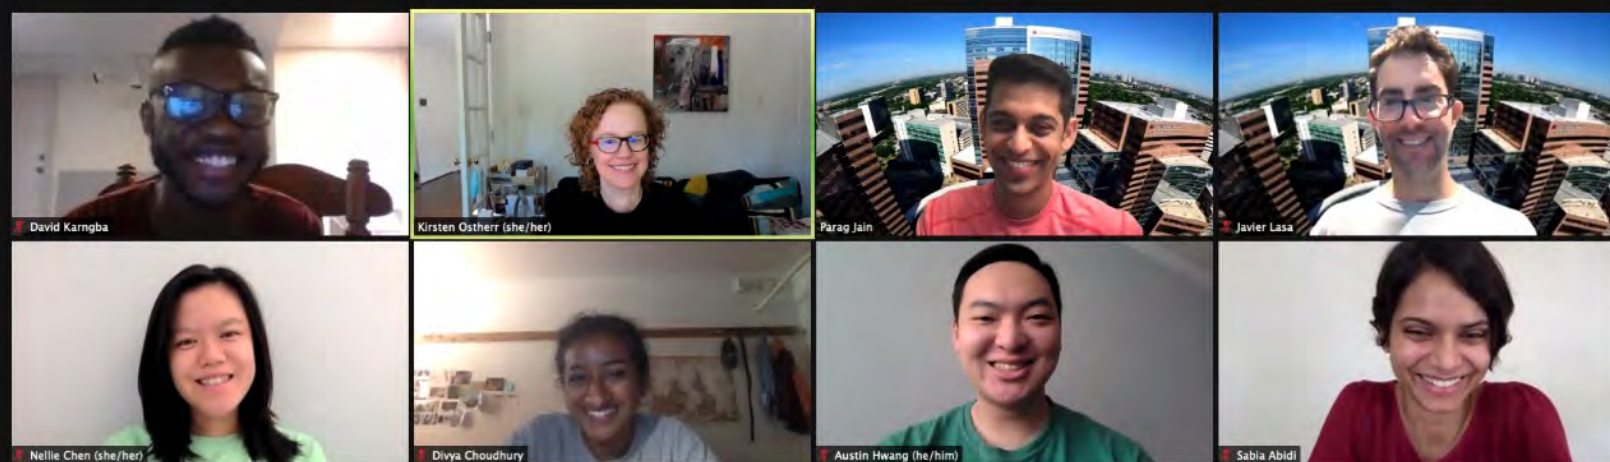 David Karngba
Kirsten Ostherr (she/her)
Parag Jain
Javier Lasa
Nellie Chen (she/her)
Divya Choudhury
Austin Hwang (he/him)
Sabia Abidi